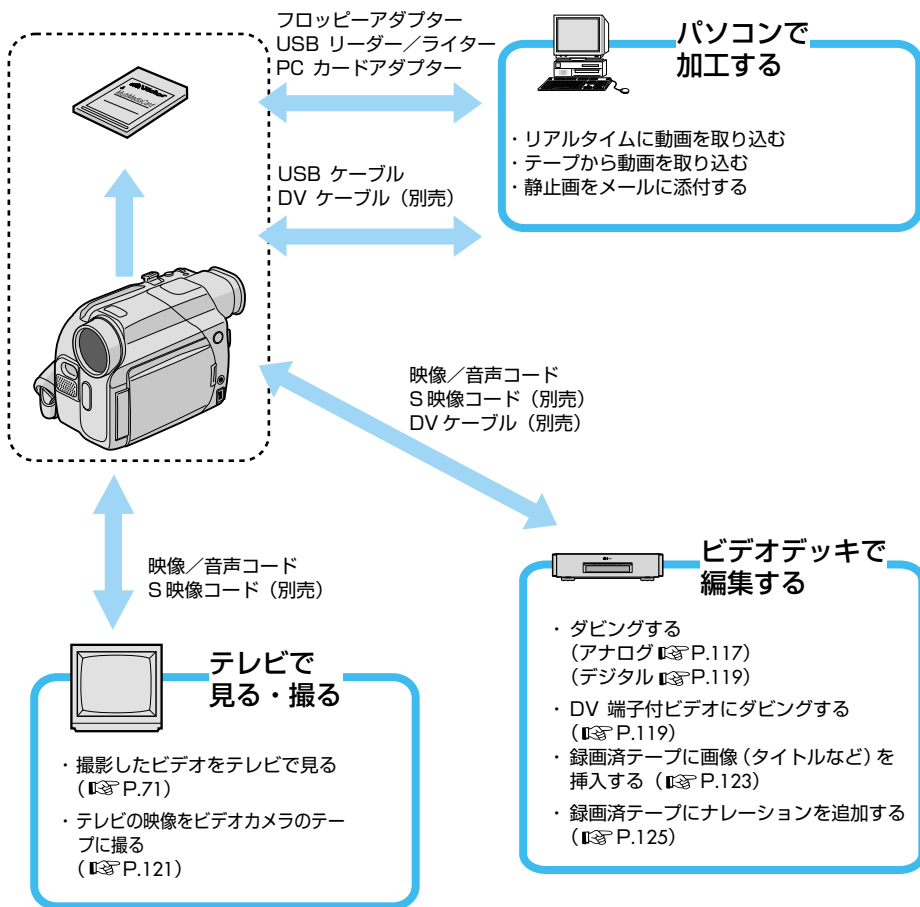 フロッピーアダプター
USB リーダー／ライター
PC カードアダプター
パソコンで
加工する
・リアルタイムに動画を取り込む
・テープから動画を取り込む
・静止画をメールに添付する
USB ケーブル
DV ケーブル（別売）
映像／音声コード
S映像コード（別売）
DVケーブル（別売）
映像／音声コード
S映像コード（別売）
ビデオデッキで
編集する
・ダビングする
（アナログ☞P.117）
（デジタル☞P.119）
・DV 端子付ビデオにダビングする
（☞P.119）
・録画済テープに画像（タイトルなど）を
挿入する（☞P.123）
・録画済テープにナレーションを追加する
（☞P.125）
テレビで
見る・撮る
・撮影したビデオをテレビで見る
（☞P.71）
・テレビの映像をビデオカメラのテー
プに撮る
（☞P.121）